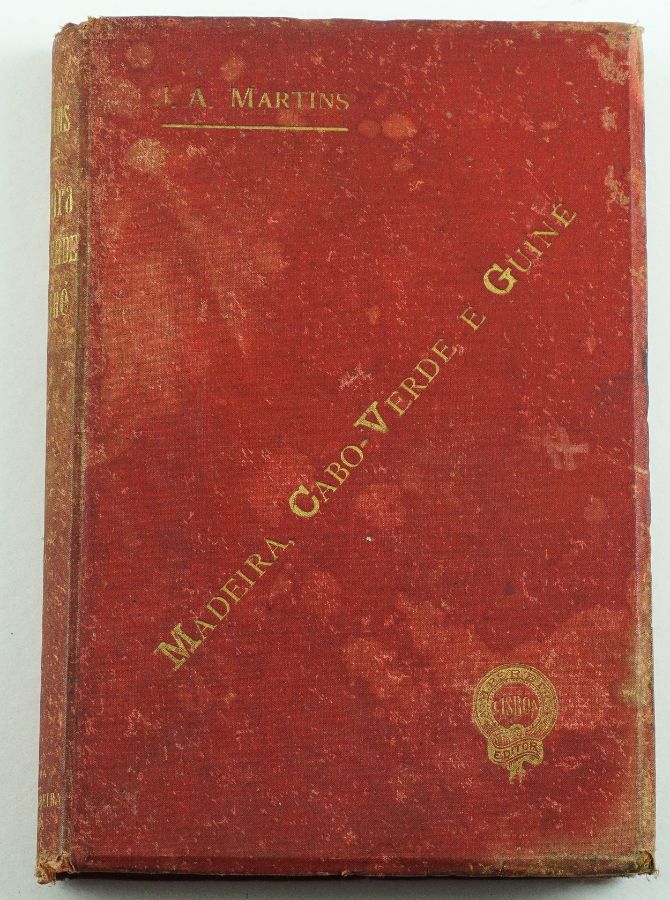 J. A. MARTINS
MADEIRA, CABO-VERDE, E GUINÉ
LISBOA
EDITOR